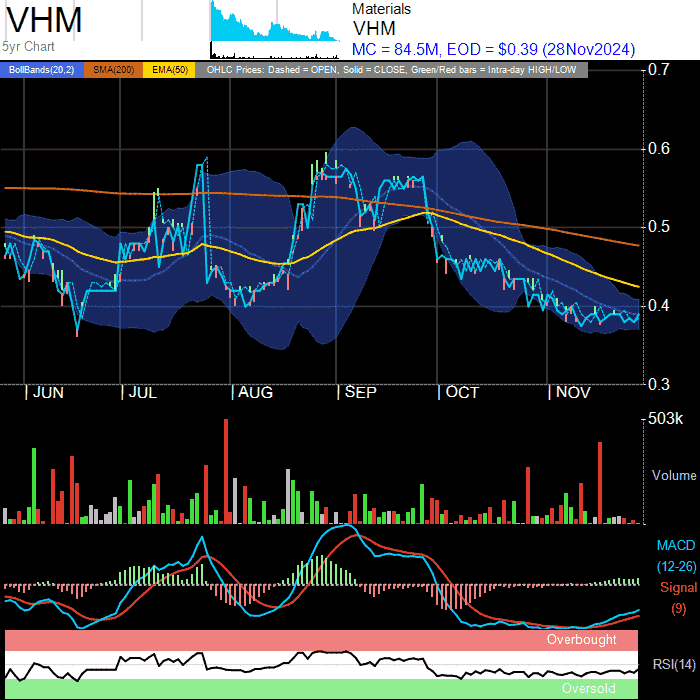 VHM
5yr Chart
Materials
VHM
MC = 84.5M, EOD = $0.39 (28Nov2024)
BollBands(20,2) SMA(200) EMA(50) OHLC Prices: Dashed = OPEN, Solid = CLOSE, Green/Red bars = Intra-day HIGH/LOW
0.7
0.6
0.5
0.4
0.3
| JUN | JUL | AUG | SEP | OCT | NOV
503k
Volume
MACD
(12-26)
Signal
(9)
Overbought
RSI(14)
Oversold